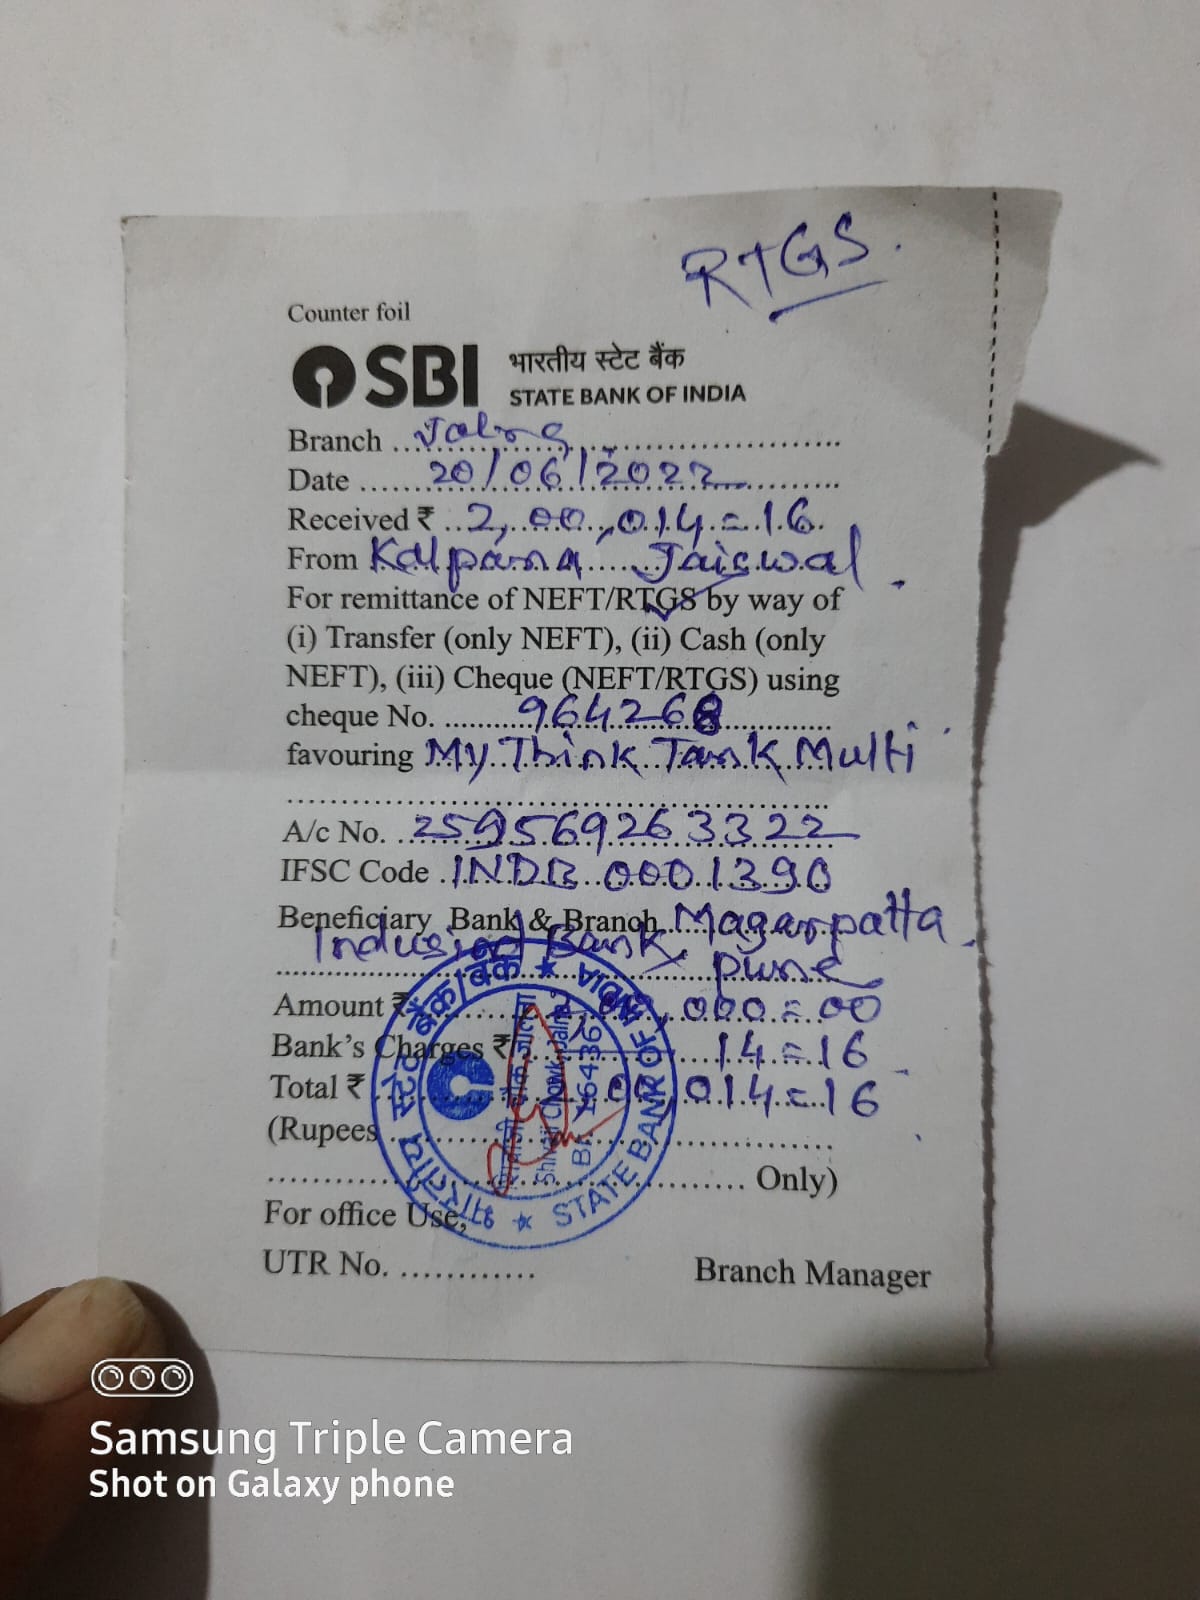 RTGS.
Counter foil
SBI भारतीय स्टेट बैंक
STATE BANK OF INDIA
Branch .. Jalna
Date ...... 20/06/2022
Received ₹ .. 2,00,014=16
From Kalpana Jaiswal
For remittance of NEFT/RTGS by way of
(i) Transfer (only NEFT), (ii) Cash (only
NEFT), (iii) Cheque (NEFT/RTGS) using
cheque No. ........ 964268
favouring My Think Tank Multi
A/c No. .. 259569263322
IFSC Code . INDB 0001390
Beneficiary Bank & Branch Magarpatta
Indusind Bank, Pune
Amount ₹ ,000=00
Bank's Charges ₹ 14=16
Total ₹ 00,014=16
(Rupees
Only)
For office Use,
UTR No. ............
Branch Manager
भारतीय स्टेट बैंक/बैंक ★ STATE BANK OF INDIA ★
शिवाजी चौक जालना
Shivaji Chowk Jalna
Br. 16436
Samsung Triple Camera
Shot on Galaxy phone